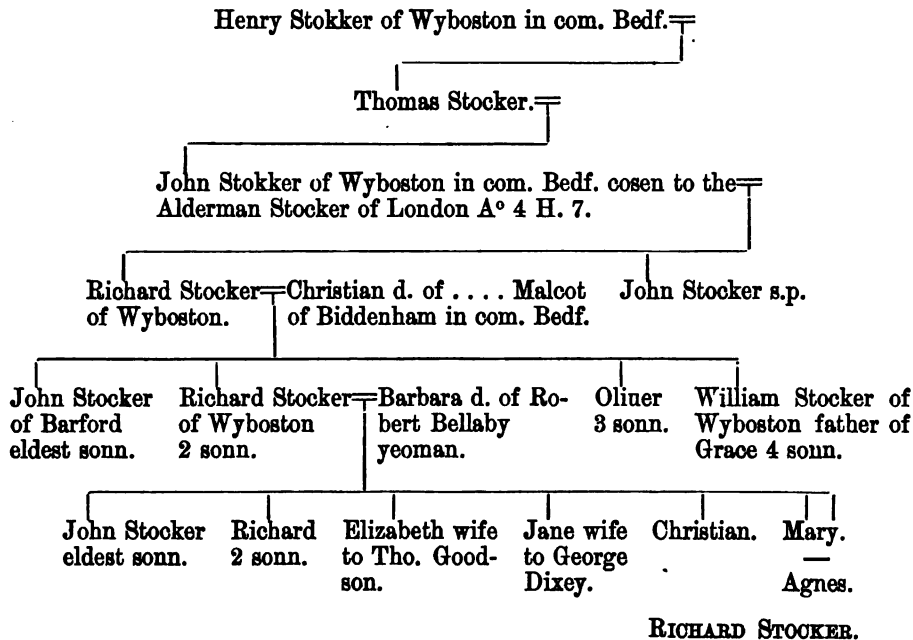 Henry Stokker of Wyboston in com. Bedf.
Thomas Stocker.
John Stokker of Wyboston in com. Bedf. cosen to the
Alderman Stocker of London Aº 4 H. 7.
Richard Stocker
of Wyboston.
Christian d. of .... Malcot
of Biddenham in com. Bedf.
John Stocker s.p.
John Stocker
of Barford
eldest sonn.
Richard Stocker
of Wyboston
2 sonn.
Barbara d. of Ro-
bert Bellaby
yeoman.
Oliuer
3 sonn.
William Stocker of
Wyboston father of
Grace 4 sonn.
John Stocker
eldest sonn.
Richard
2 sonn.
Elizabeth wife
to Tho. Good-
son.
Jane wife
to George
Dixey.
Christian.
Mary.
—
Agnes.
RICHARD STOCKER.